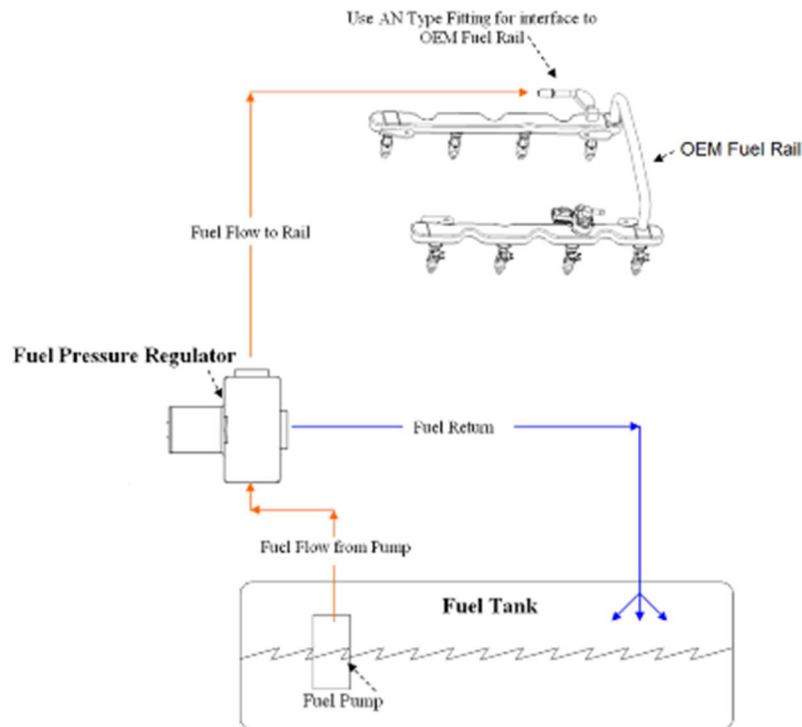 Use AN Type Fitting for interface to
OEM Fuel Rail
OEM Fuel Rail
Fuel Flow to Rail
Fuel Pressure Regulator
Fuel Return
Fuel Flow from Pump
Fuel Tank
Fuel Pump